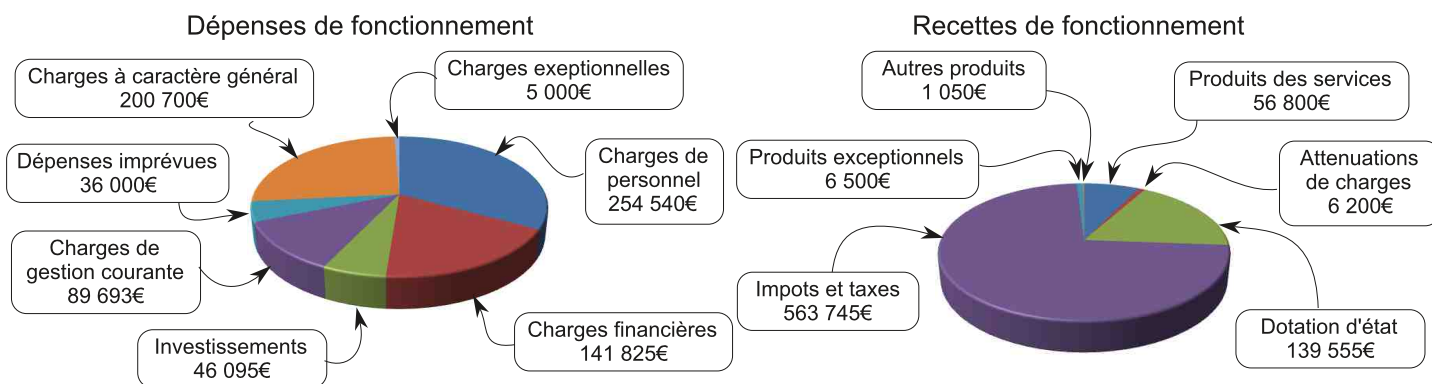 Dépenses de fonctionnement
Charges à caractère général
200 700€
Charges exeptionnelles
5 000€
Dépenses imprévues
36 000€
Charges de
personnel
254 540€
Charges de
gestion courante
89 693€
Investissements
46 095€
Charges financières
141 825€
Recettes de fonctionnement
Autres produits
1 050€
Produits des services
56 800€
Produits exceptionnels
6 500€
Attenuations
de charges
6 200€
Impots et taxes
563 745€
Dotation d'état
139 555€